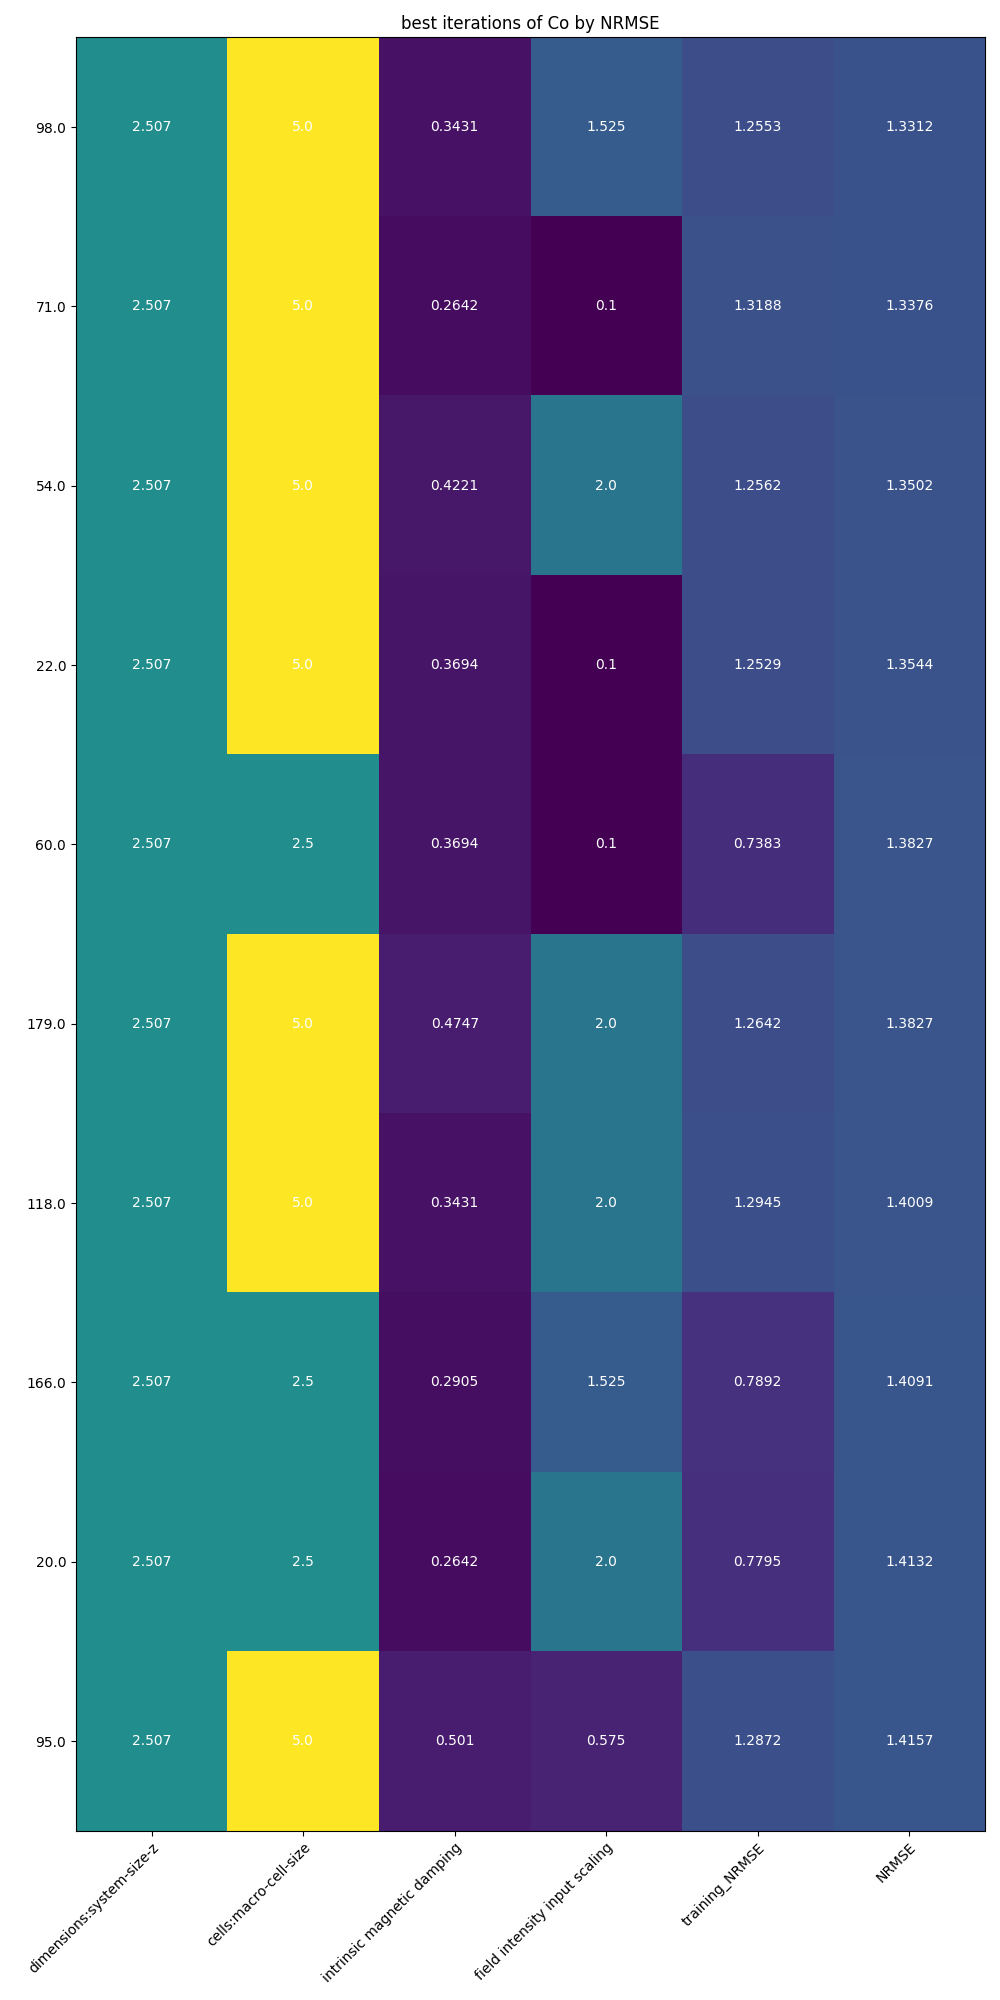 best iterations of Co by NRMSE
98.0 2.507 5.0 0.3431 1.525 1.2553 1.3312
71.0 2.507 5.0 0.2642 0.1 1.3188 1.3376
54.0 2.507 5.0 0.4221 2.0 1.2562 1.3502
22.0 2.507 5.0 0.3694 0.1 1.2529 1.3544
60.0 2.507 2.5 0.3694 0.1 0.7383 1.3827
179.0 2.507 5.0 0.4747 2.0 1.2642 1.3827
118.0 2.507 5.0 0.3431 2.0 1.2945 1.4009
166.0 2.507 2.5 0.2905 1.525 0.7892 1.4091
20.0 2.507 2.5 0.2642 2.0 0.7795 1.4132
95.0 2.507 5.0 0.501 0.575 1.2872 1.4157
dimensions:system-size-z
cells:macro-cell-size
intrinsic magnetic damping
field intensity input scaling
training_NRMSE
NRMSE